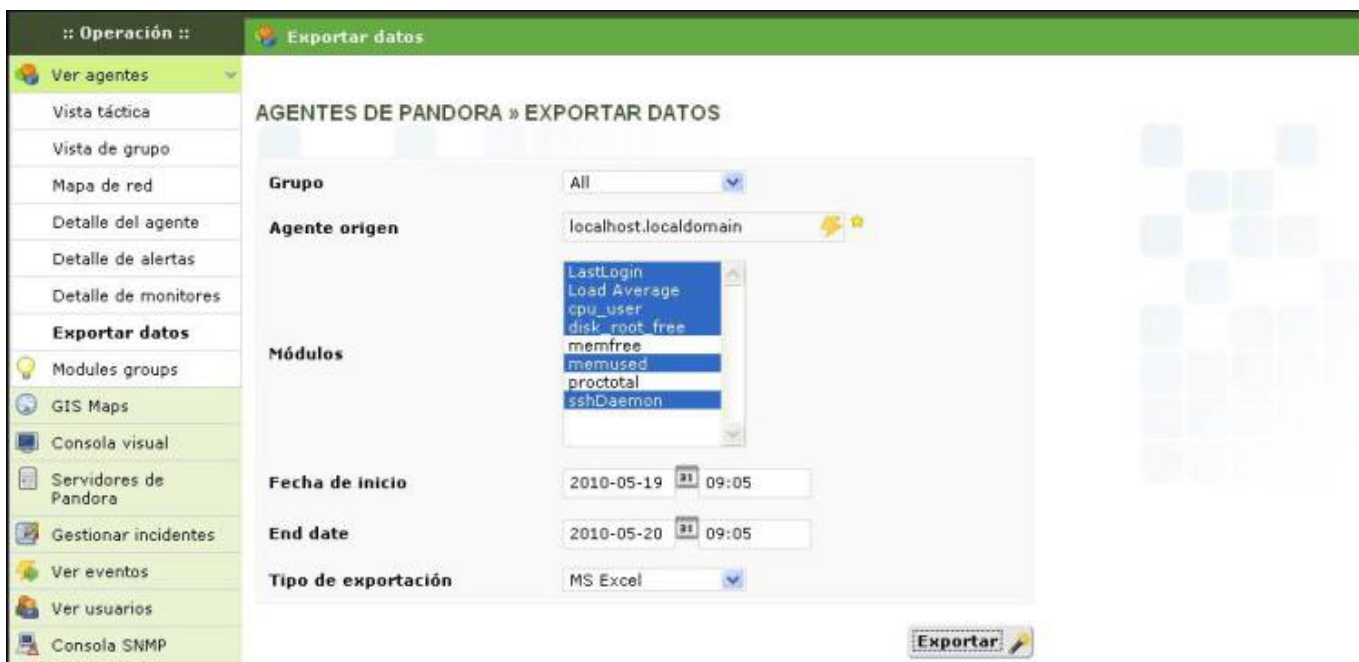 :: Operación ::
Exportar datos
Ver agentes
Vista táctica
Vista de grupo
Mapa de red
Detalle del agente
Detalle de alertas
Detalle de monitores
Exportar datos
Modules groups
GIS Maps
Consola visual
Servidores de
Pandora
Gestionar incidentes
Ver eventos
Ver usuarios
Consola SNMP
AGENTES DE PANDORA » EXPORTAR DATOS
Grupo All
Agente origen localhost.localdomain
Módulos
LastLogin
Load Average
cpu_user
disk_root_free
memfree
memused
proctotal
sshDaemon
Fecha de inicio 2010-05-19 31 09:05
End date 2010-05-20 31 09:05
Tipo de exportación MS Excel
Exportar